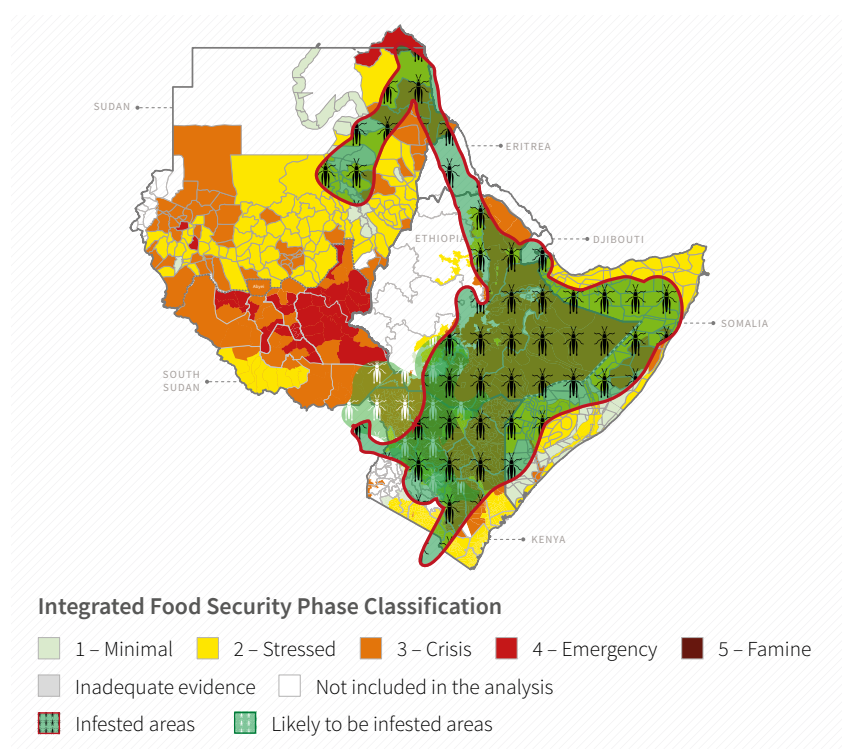 SUDAN
ERITREA
ETHIOPIA
DJIBOUTI
SOMALIA
SOUTH
SUDAN
KENYA
Integrated Food Security Phase Classification
1 – Minimal
2 – Stressed
3 – Crisis
4 – Emergency
5 – Famine
Inadequate evidence
Not included in the analysis
Infested areas
Likely to be infested areas